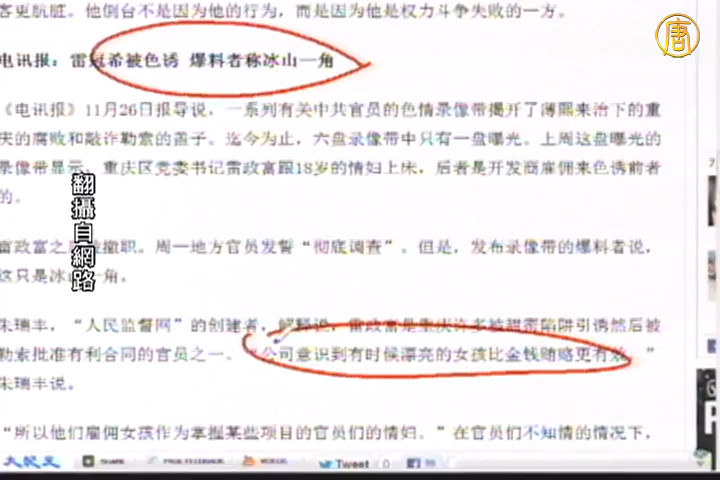 客更肮脏。他倒台不是因为他的行为，而是因为他是权力斗争失败的一方。
唐
电讯报：雷冠希被色诱 爆料者称冰山一角
《电讯报》11月26日报导说，一系列有关中共官员的色情录像带揭开了薄熙来治下的重
庆的腐败和敲诈勒索的盖子。迄今为止，六盘录像带中只有一盘曝光。上周这盘曝光的
录像带显示，重庆区党委书记雷政富跟18岁的情妇上床，后者是开发商雇佣来色诱前者
的。
翻攝自網路
雷政富之后被撤职。周一地方官员发誓“彻底调查”。但是，发布录像带的爆料者说，
这只是冰山一角。
朱瑞丰，“人民监督网”的创建者，解释说，雷政富是重庆许多被甜蜜陷阱引诱然后被
勒索批准有利合同的官员之一。“公司意识到有时候漂亮的女孩比金钱贿赂更有效。”
朱瑞丰说。
“所以他们雇佣女孩作为掌握某些项目的官员们的情妇。”在官员们不知情的情况下，
大纪元 SHARE PAGE FEEDBACK VIDEOS Tweet 0